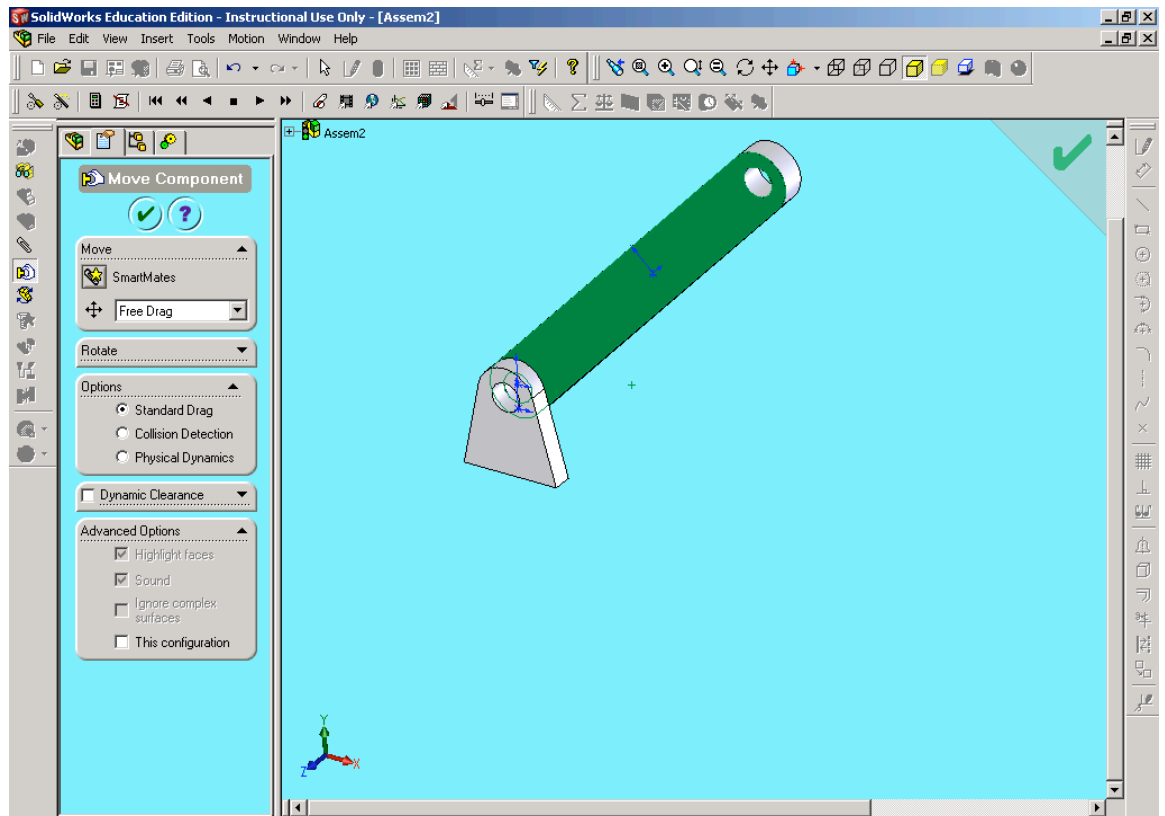 SolidWorks Education Edition - Instructional Use Only - [Assem2]
File Edit View Insert Tools Motion Window Help
Assem2
Move Component
Move
SmartMates
Free Drag
Rotate
Options
Standard Drag
Collision Detection
Physical Dynamics
Dynamic Clearance
Advanced Options
Highlight faces
Sound
Ignore complex
surfaces
This configuration
Y
Z
X